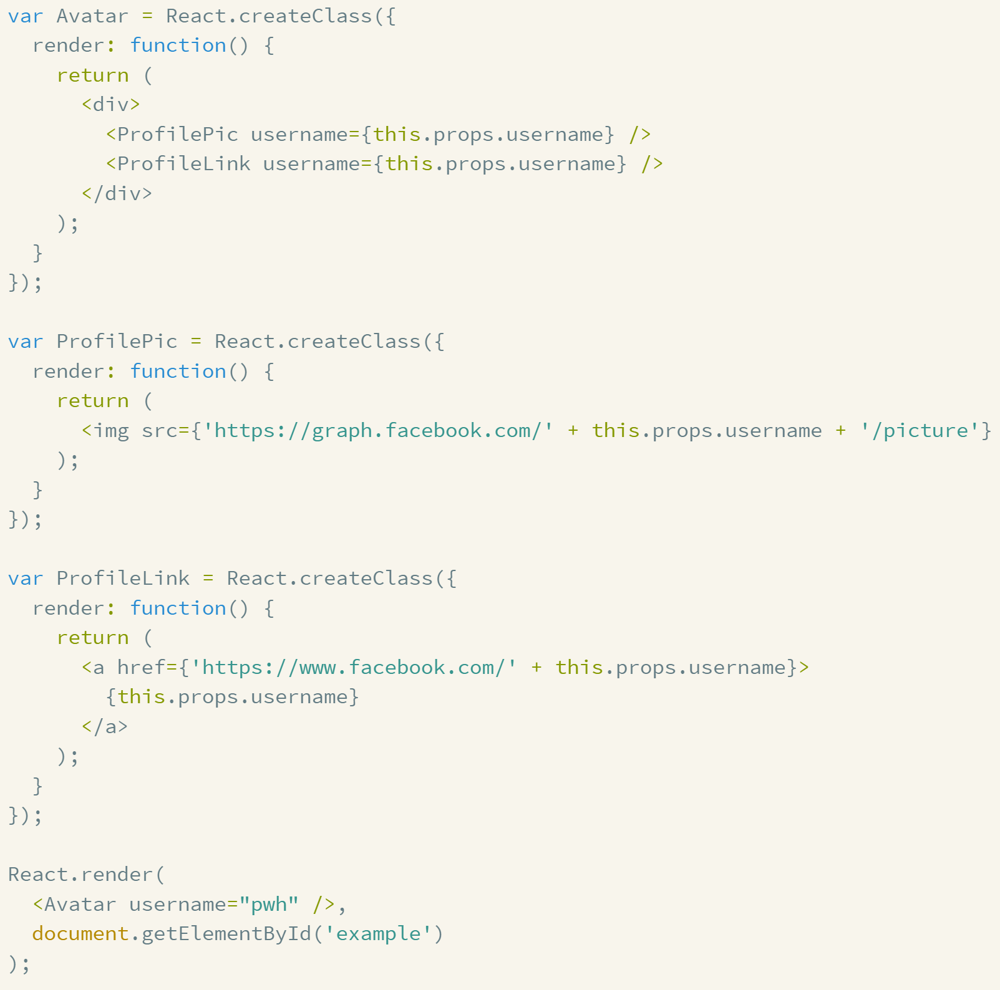 var Avatar = React.createClass({
  render: function() {
    return (
      <div>
        <ProfilePic username={this.props.username} />
        <ProfileLink username={this.props.username} />
      </div>
    );
  }
});

var ProfilePic = React.createClass({
  render: function() {
    return (
      <img src={'https://graph.facebook.com/' + this.props.username + '/picture'}
    );
  }
});

var ProfileLink = React.createClass({
  render: function() {
    return (
      <a href={'https://www.facebook.com/' + this.props.username}>
        {this.props.username}
      </a>
    );
  }
});

React.render(
  <Avatar username="pwh" />,
  document.getElementById('example')
);